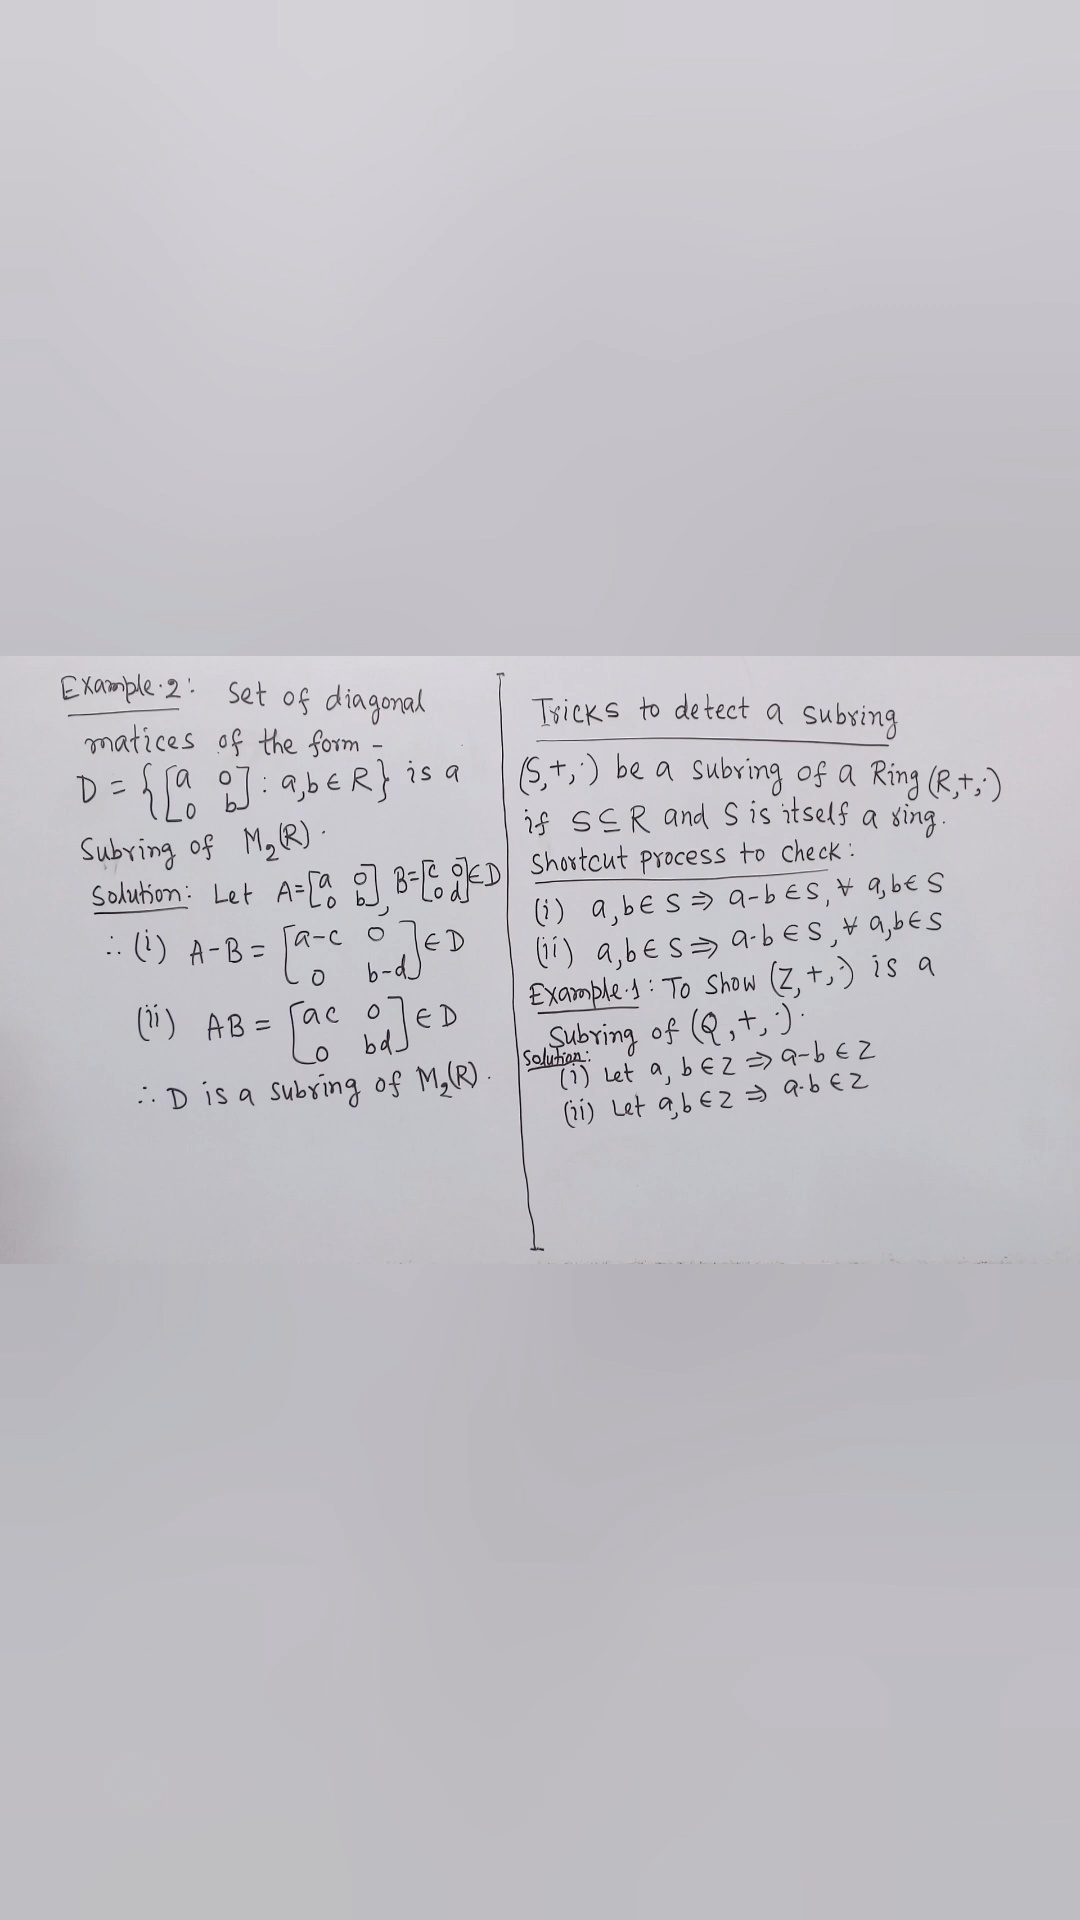 Example.2: Set of diagonal
matices of the form -
D = {[a 0 0 b] : a,b ∈ R} is a
Subring of M₂(R).
Solution: Let A=[a 0 0 b], B=[c 0 0 d]∈D
∴ (i) A-B = [a-c 0 0 b-d] ∈ D
(ii) AB = [ac 0 0 bd] ∈ D
∴ D is a subring of M₂(R).
Tricks to detect a subring
(S,+,·) be a subring of a Ring (R,+,·)
if S⊆R and S is itself a ring.
Shortcut process to check:
(i) a,b∈S ⇒ a-b∈S, ∀ a,b∈S
(ii) a,b∈S ⇒ a·b∈S, ∀ a,b∈S
Example.1: To Show (Z,+,·) is a
Subring of (Q,+,·).
Solution:
(i) Let a, b∈Z ⇒ a-b∈Z
(ii) Let a,b∈Z ⇒ a·b∈Z